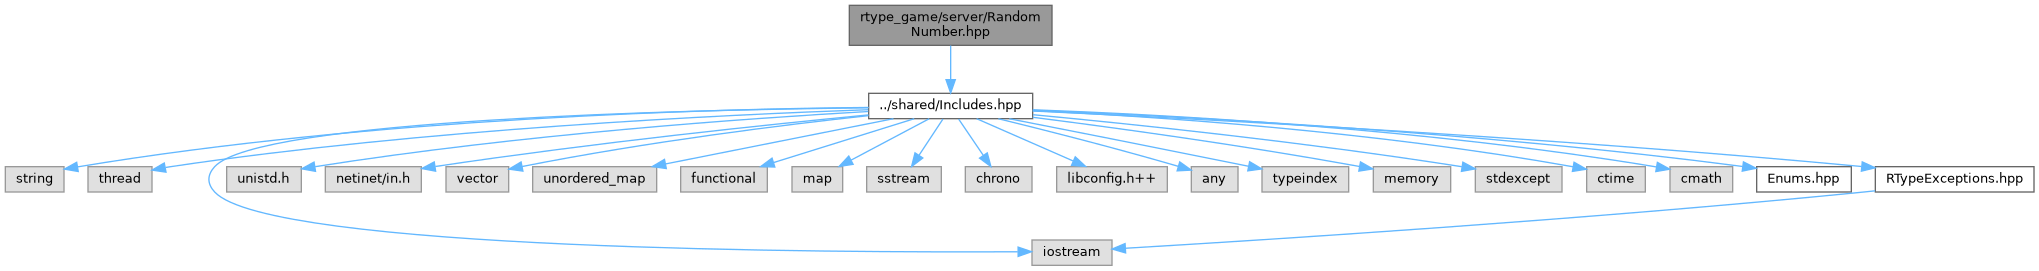 rtype_game/server/Random
Number.hpp
../shared/Includes.hpp
string
thread
unistd.h
netinet/in.h
vector
unordered_map
functional
map
sstream
chrono
libconfig.h++
any
typeindex
memory
stdexcept
ctime
cmath
Enums.hpp
RTypeExceptions.hpp
iostream